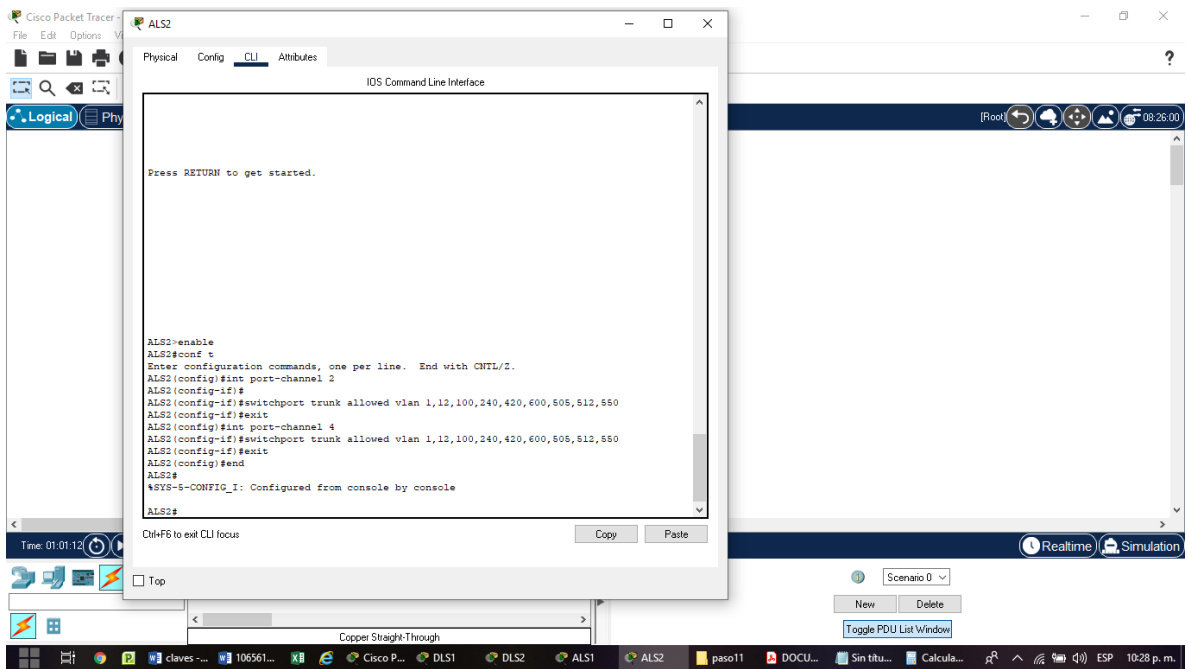 Cisco Packet Tracer -
File Edit Options Vi
ALS2
Physical Config CLI Attributes
IOS Command Line Interface
?
Logical
Phy
[Root]
08:26:00
Press RETURN to get started.
ALS2>enable
ALS2#conf t
Enter configuration commands, one per line. End with CNTL/Z.
ALS2(config)#int port-channel 2
ALS2(config-if)#
ALS2(config-if)#switchport trunk allowed vlan 1,12,100,240,420,600,505,512,550
ALS2(config-if)#exit
ALS2(config)#int port-channel 4
ALS2(config-if)#switchport trunk allowed vlan 1,12,100,240,420,600,505,512,550
ALS2(config-if)#exit
ALS2(config)#end
ALS2#
%SYS-5-CONFIG_I: Configured from console by console
ALS2#
Ctrl+F6 to exit CLI focus
Copy
Paste
Time: 01:01:12
Realtime
Simulation
Top
Scenario 0
New
Delete
Toggle PDU List Window
Copper Straight-Through
claves -... 106561... Cisco P... DLS1 DLS2 ALS1 ALS2 paso11 DOCU... Sin títu... Calcula... ESP 10:28 p. m.